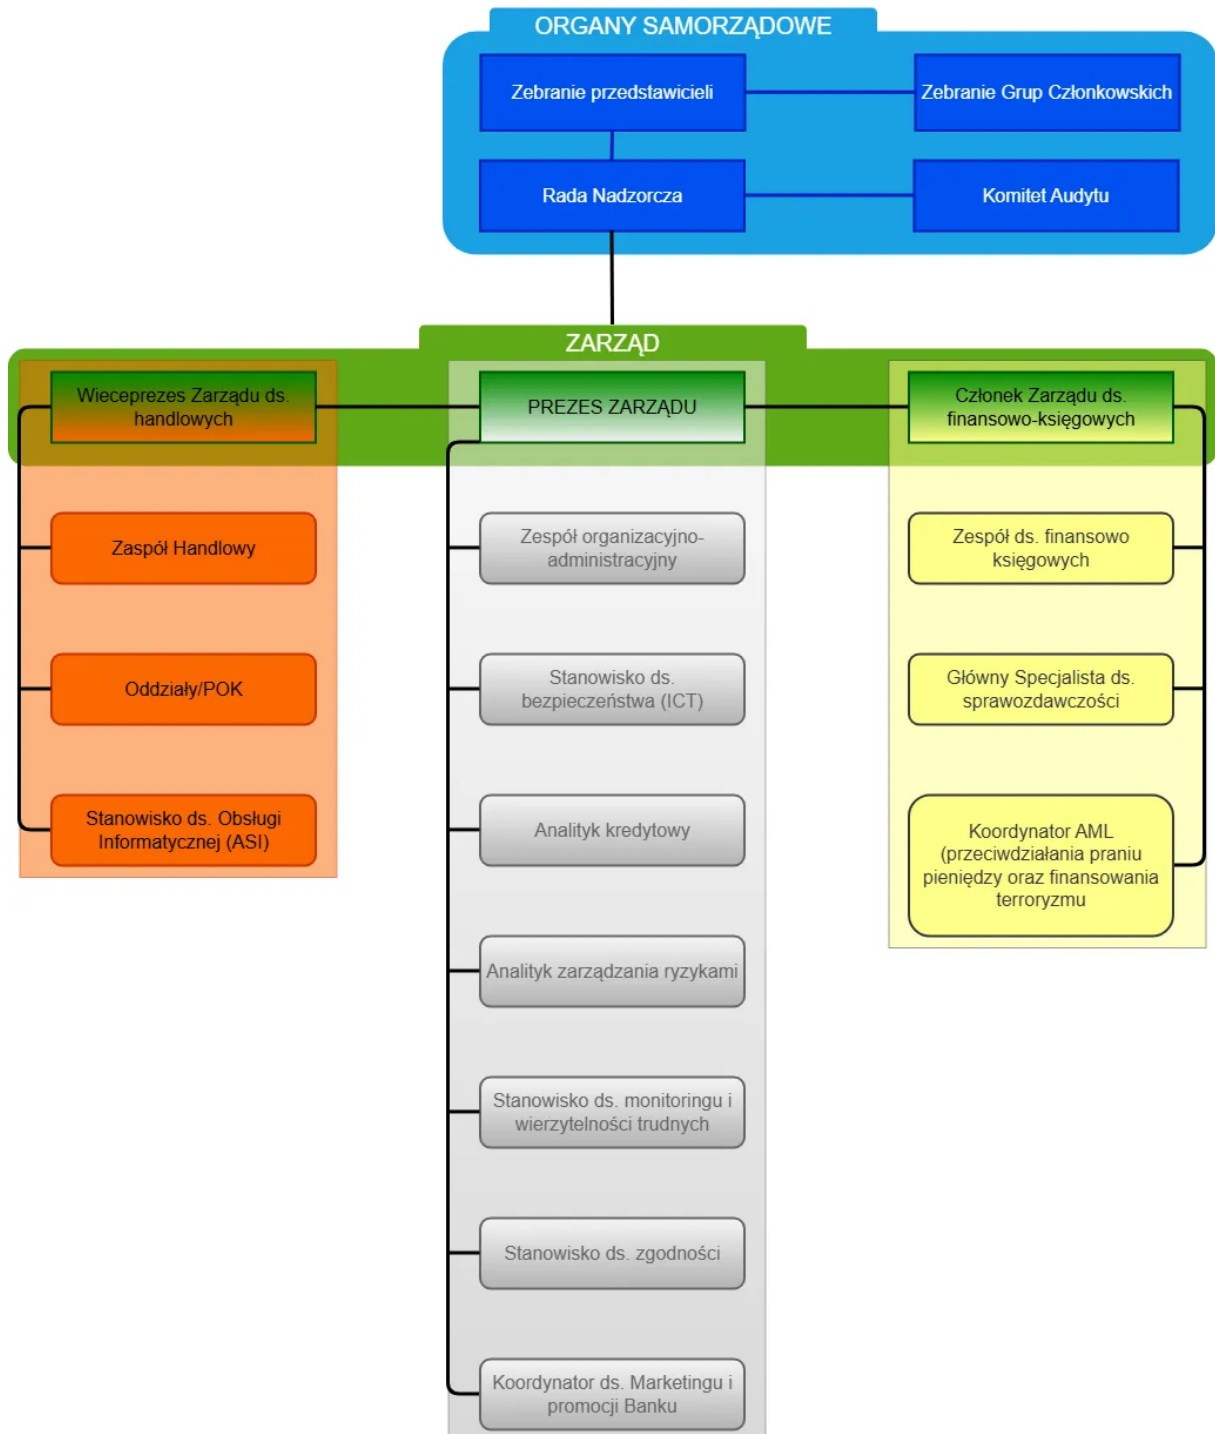 ORGANY SAMORZĄDOWE
Zebranie przedstawicieli
Zebranie Grup Członkowskich
Rada Nadzorcza
Komitet Audytu
ZARZĄD
Wieceprezes Zarządu ds.
handlowych
PREZES ZARZĄDU
Członek Zarządu ds.
finansowo-księgowych
Zaspół Handlowy
Zespół organizacyjno-
administracyjny
Zespół ds. finansowo
księgowych
Oddziały/POK
Stanowisko ds.
bezpieczeństwa (ICT)
Główny Specjalista ds.
sprawozdawczości
Stanowisko ds. Obsługi
Informatycznej (ASI)
Analityk kredytowy
Koordynator AML
(przeciwdziałania praniu
pieniędzy oraz finansowania
terroryzmu
Analityk zarządzania ryzykami
Stanowisko ds. monitoringu i
wierzytelności trudnych
Stanowisko ds. zgodności
Koordynator ds. Marketingu i
promocji Banku